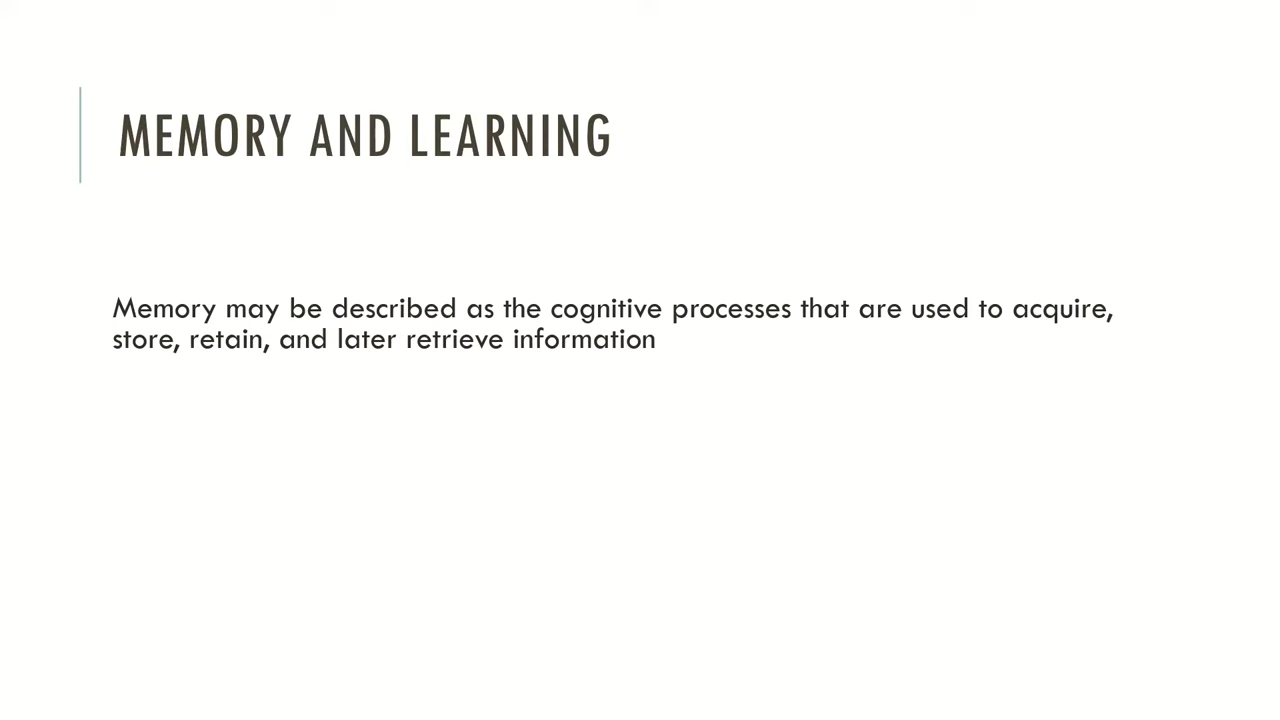 MEMORY AND LEARNING
Memory may be described as the cognitive processes that are used to acquire,
store, retain, and later retrieve information